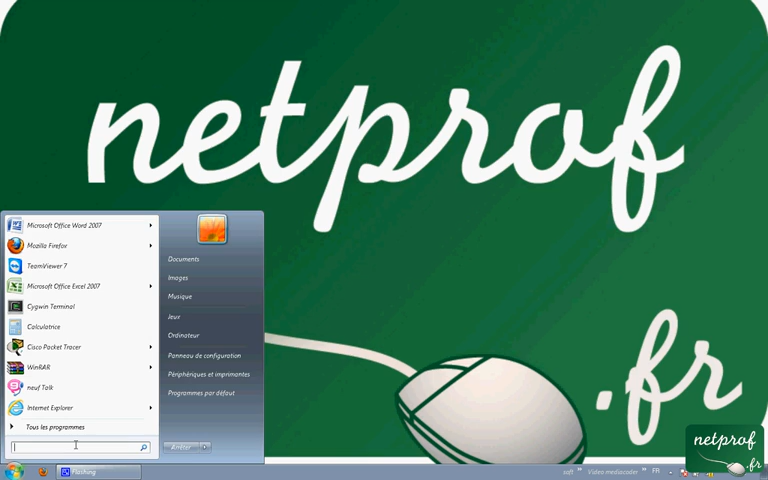 netprof
.fr
Microsoft Office Word 2007
Mozilla Firefox
TeamViewer 7
Microsoft Office Excel 2007
Cygwin Terminal
Calculatrice
Cisco Packet Tracer
WinRAR
neuf Talk
Internet Explorer
Tous les programmes
Documents
Images
Musique
Jeux
Ordinateur
Panneau de configuration
Périphériques et imprimantes
Programmes par défaut
Arrêter
Flashing
soft
Video mediacoder
FR
netprof
.fr